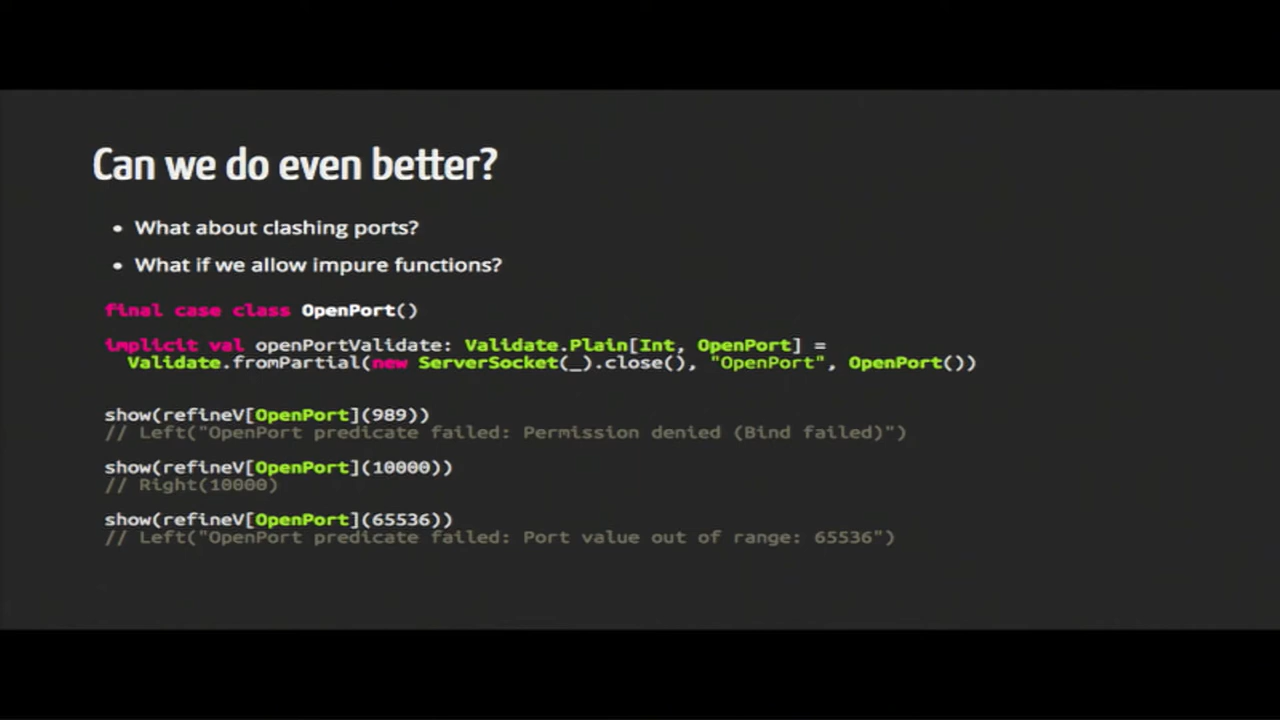 Can we do even better?
• What about clashing ports?
• What if we allow impure functions?
final case class OpenPort()
implicit val openPortValidate: Validate.Plain[Int, OpenPort] =
Validate.fromPartial(new ServerSocket(_).close(), "OpenPort", OpenPort())
show(refineV[OpenPort](989))
// Left("OpenPort predicate failed: Permission denied (Bind failed)")
show(refineV[OpenPort](10000))
// Right(10000)
show(refineV[OpenPort](65536))
// Left("OpenPort predicate failed: Port value out of range: 65536")